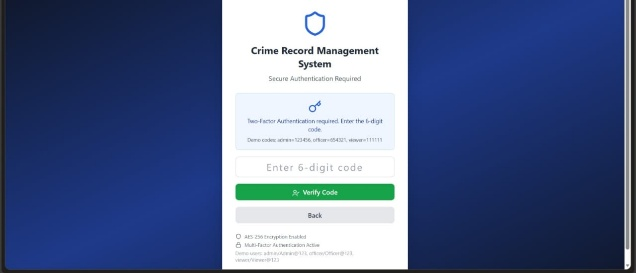 Crime Record Management
System
Secure Authentication Required
Two-Factor Authentication required. Enter the 6-digit
code.
Demo codes: admin=123456, officer=654321, viewer=111111
Enter 6-digit code
Verify Code
Back
AES-256 Encryption Enabled
Multi-Factor Authentication Active
Demo users: admin/Admin@123, officer/Officer@123,
viewer/Viewer@123